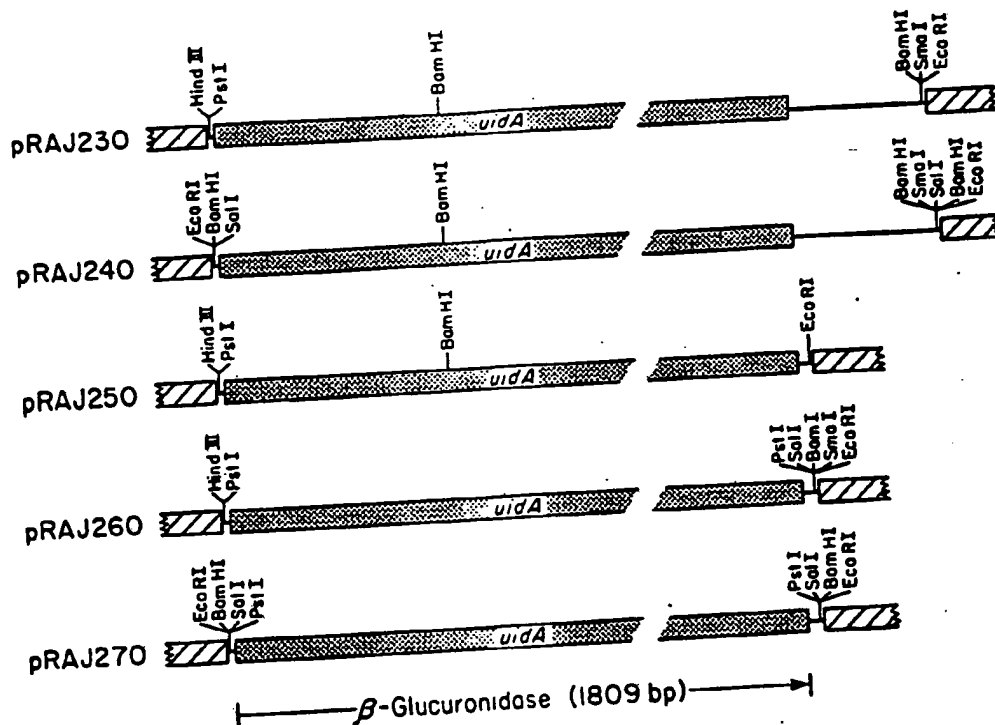 Hind III
Pst I
Bam HI
Bam HI
Sma I
Eco RI
pRAJ230
uidA
Eco RI
Bam HI
Sal I
Bam HI
Bam HI
Sma I
Sal I
Bam HI
Eco RI
pRAJ240
uidA
Hind III
Pst I
Bam HI
Eco RI
pRAJ250
uidA
Hind III
Pst I
Pst I
Sal I
Bam I
Sma I
Eco RI
pRAJ260
uidA
Eco RI
Bam HI
Sal I
Pst I
Pst I
Sal I
Bam HI
Eco RI
pRAJ270
uidA
β-Glucuronidase (1809 bp)